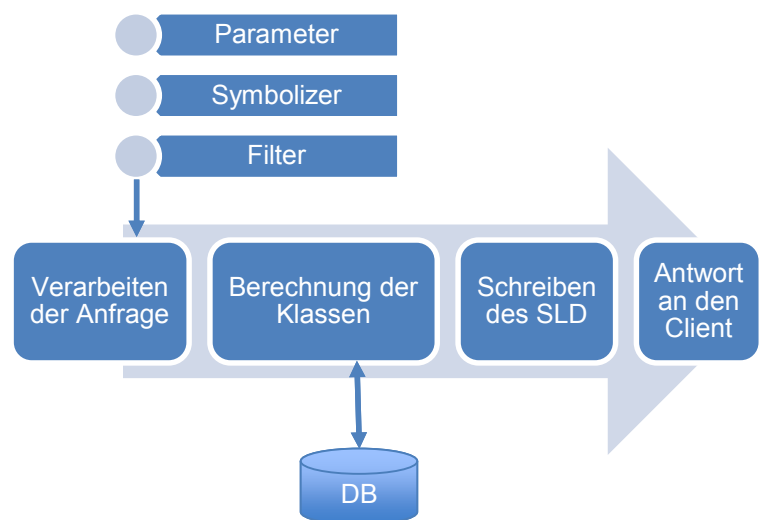 Parameter
Symbolizer
Filter
Verarbeiten
der Anfrage
Berechnung der
Klassen
Schreiben
des SLD
Antwort
an den
Client
DB